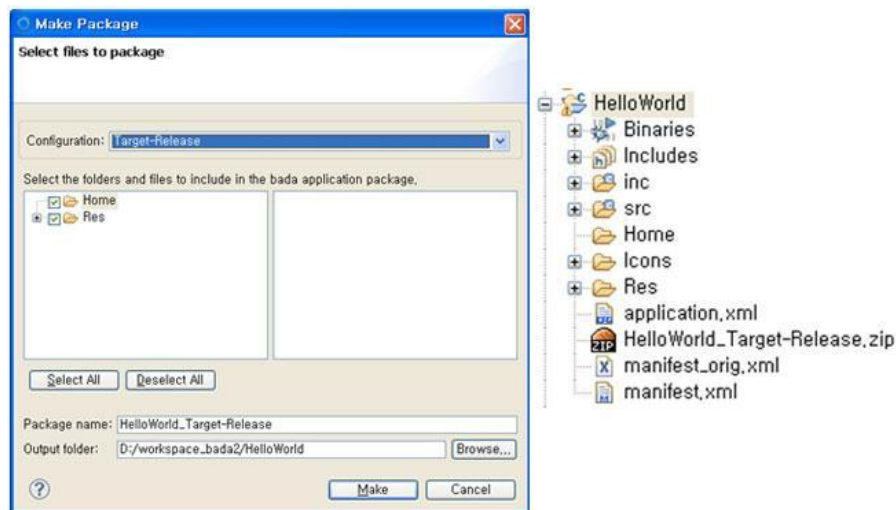 Make Package
Select files to package
Configuration: Target-Release
Select the folders and files to include in the bada application package.
Home
Res
Select All Deselect All
Package name: HelloWorld_Target-Release
Output folder: D:/workspace_bada2/HelloWorld Browse...
Make Cancel
HelloWorld
Binaries
Includes
inc
src
Home
Icons
Res
application.xml
HelloWorld_Target-Release.zip
manifest_orig.xml
manifest.xml